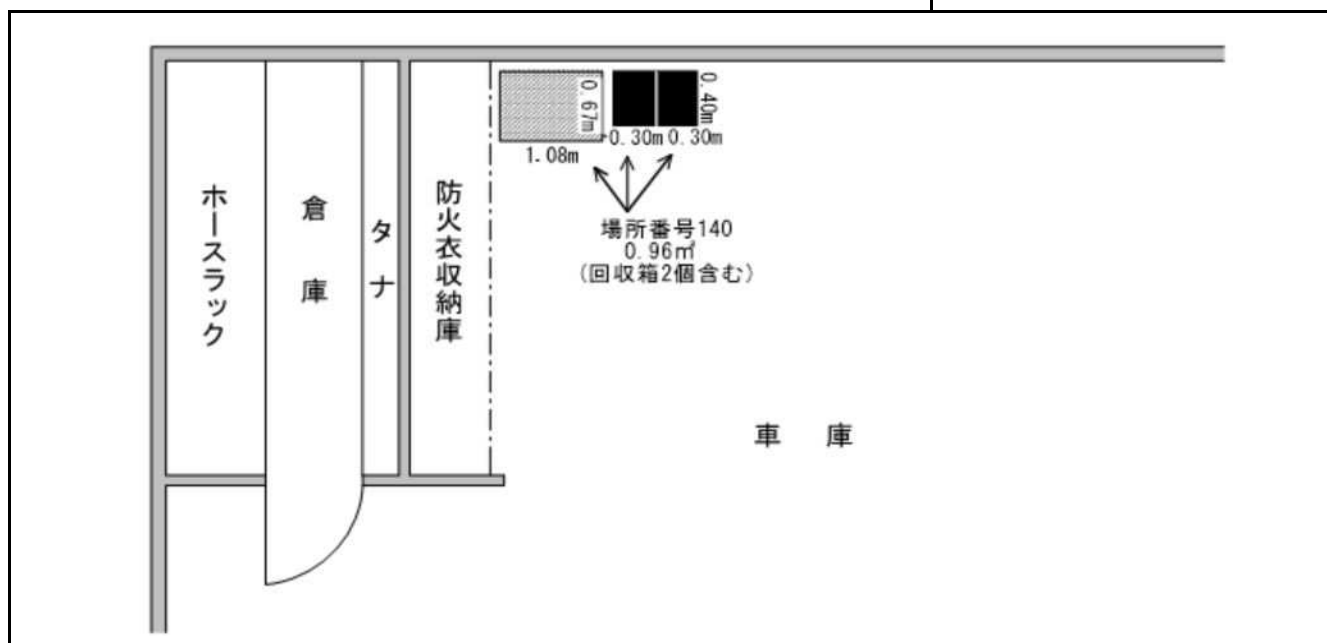 ホースラック
倉庫
タナ
防火衣収納庫
0.67m
1.08m
0.40m
0.30m
0.30m
場所番号140
0.96㎡
(回収箱2個含む)
車庫